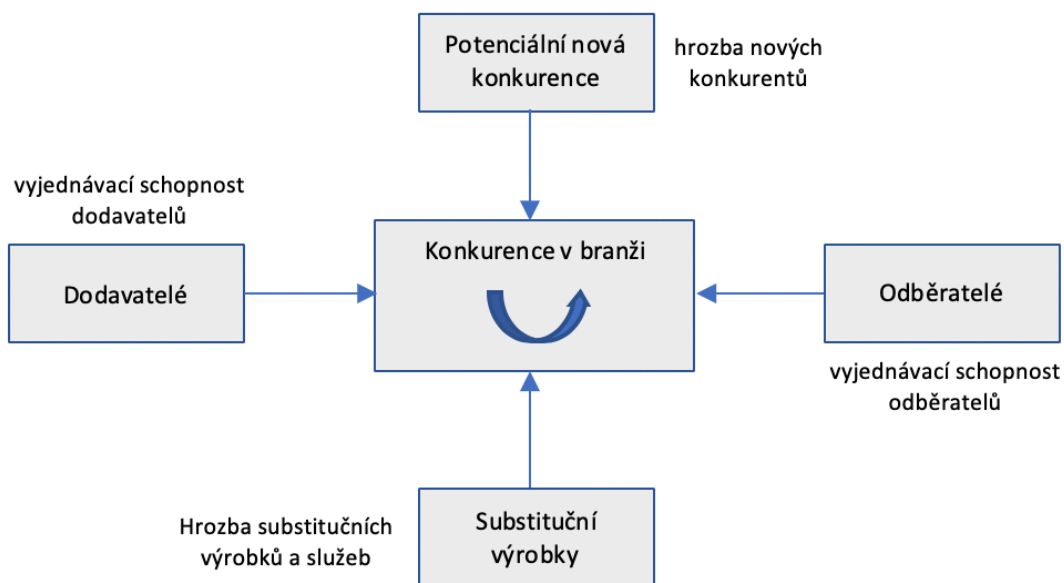 Potenciální nová
konkurence
hrozba nových
konkurentů
vyjednávací schopnost
dodavatelů
Dodavatelé
Konkurence v branži
Odběratelé
vyjednávací schopnost
odběratelů
Hrozba substitučních
výrobků a služeb
Substituční
výrobky